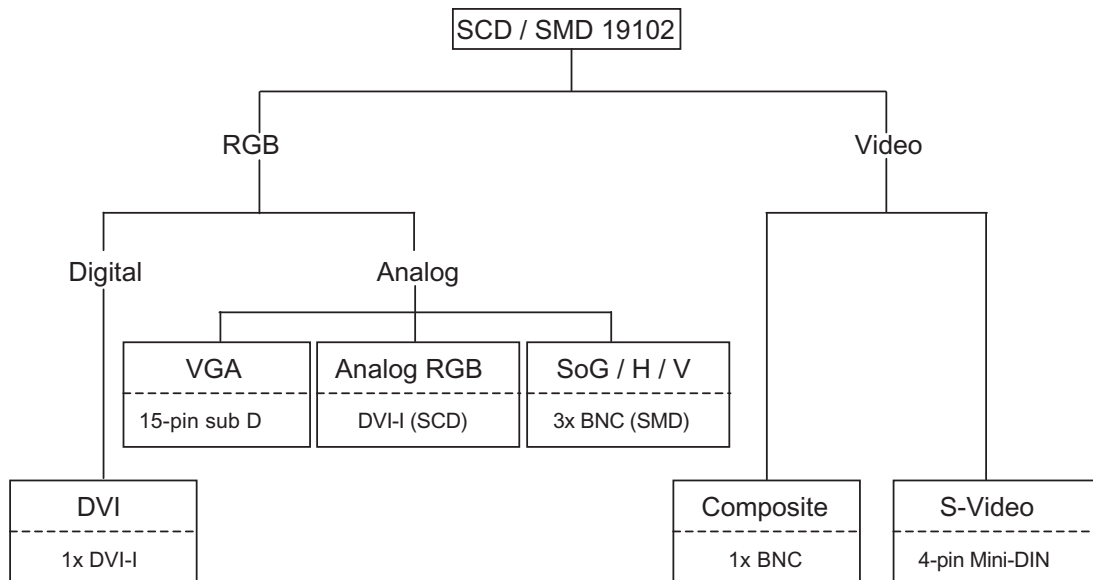 SCD / SMD 19102
RGB
Video
Digital
Analog
VGA
15-pin sub D
Analog RGB
DVI-I (SCD)
SoG / H / V
3x BNC (SMD)
DVI
1x DVI-I
Composite
1x BNC
S-Video
4-pin Mini-DIN